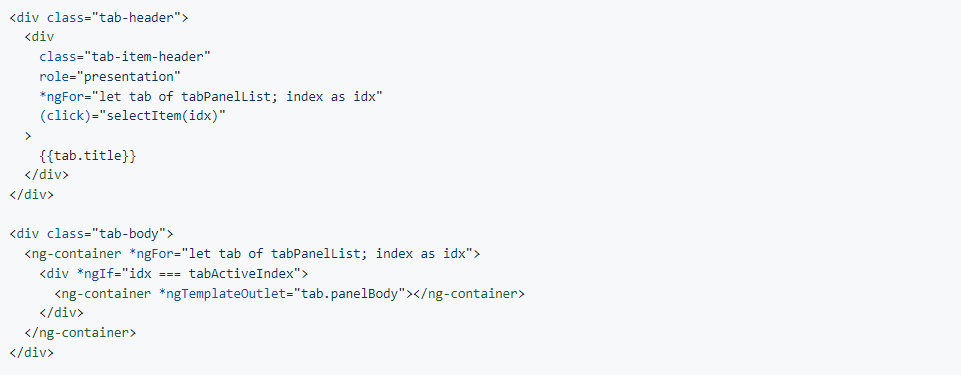 <div class="tab-header">
  <div
    class="tab-item-header"
    role="presentation"
    *ngFor="let tab of tabPanelList; index as idx"
    (click)="selectItem(idx)"
  >
    {{tab.title}}
  </div>
</div>

<div class="tab-body">
  <ng-container *ngFor="let tab of tabPanelList; index as idx">
    <div *ngIf="idx === tabActiveIndex">
      <ng-container *ngTemplateOutlet="tab.panelBody"></ng-container>
    </div>
  </ng-container>
</div>